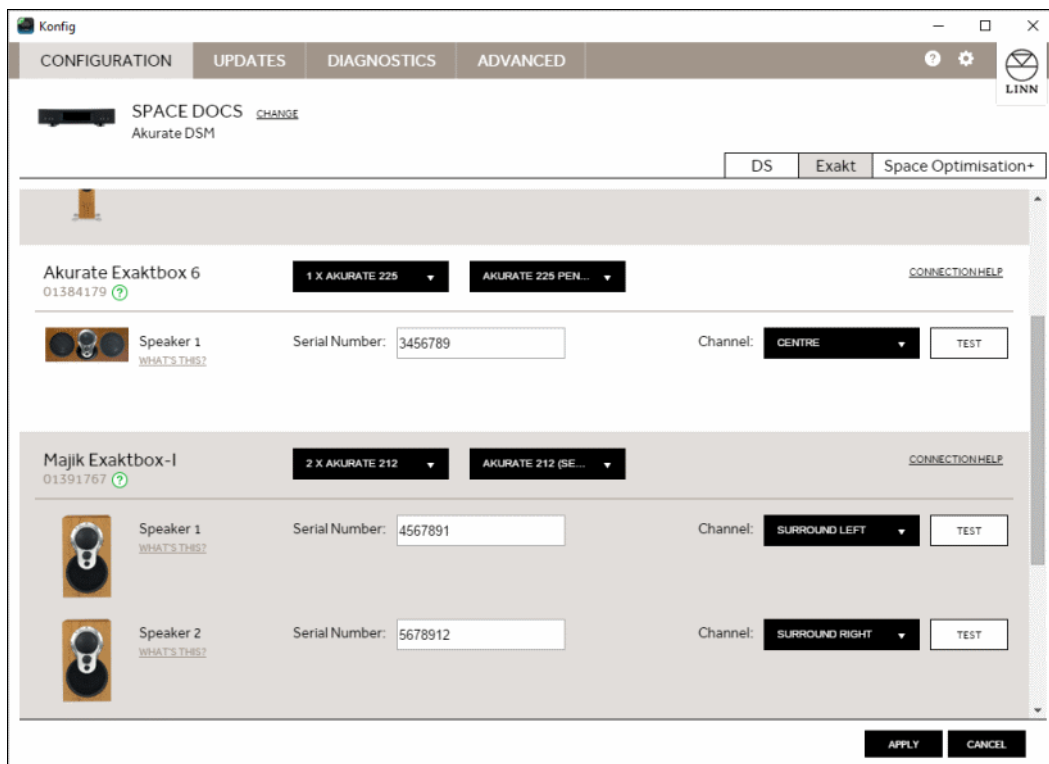 Konfig
CONFIGURATION UPDATES DIAGNOSTICS ADVANCED
LINN
SPACE DOCS CHANGE
Akurate DSM
DS Exakt Space Optimisation+
Akurate Exaktbox 6 1 X AKURATE 225 AKURATE 225 PEN... CONNECTION HELP
01384179 ?
Speaker 1 Serial Number: 3456789 Channel: CENTRE TEST
WHAT'S THIS?
Majik Exaktbox-I 2 X AKURATE 212 AKURATE 212 (SE... CONNECTION HELP
01391767 ?
Speaker 1 Serial Number: 4567891 Channel: SURROUND LEFT TEST
WHAT'S THIS?
Speaker 2 Serial Number: 5678912 Channel: SURROUND RIGHT TEST
WHAT'S THIS?
APPLY CANCEL